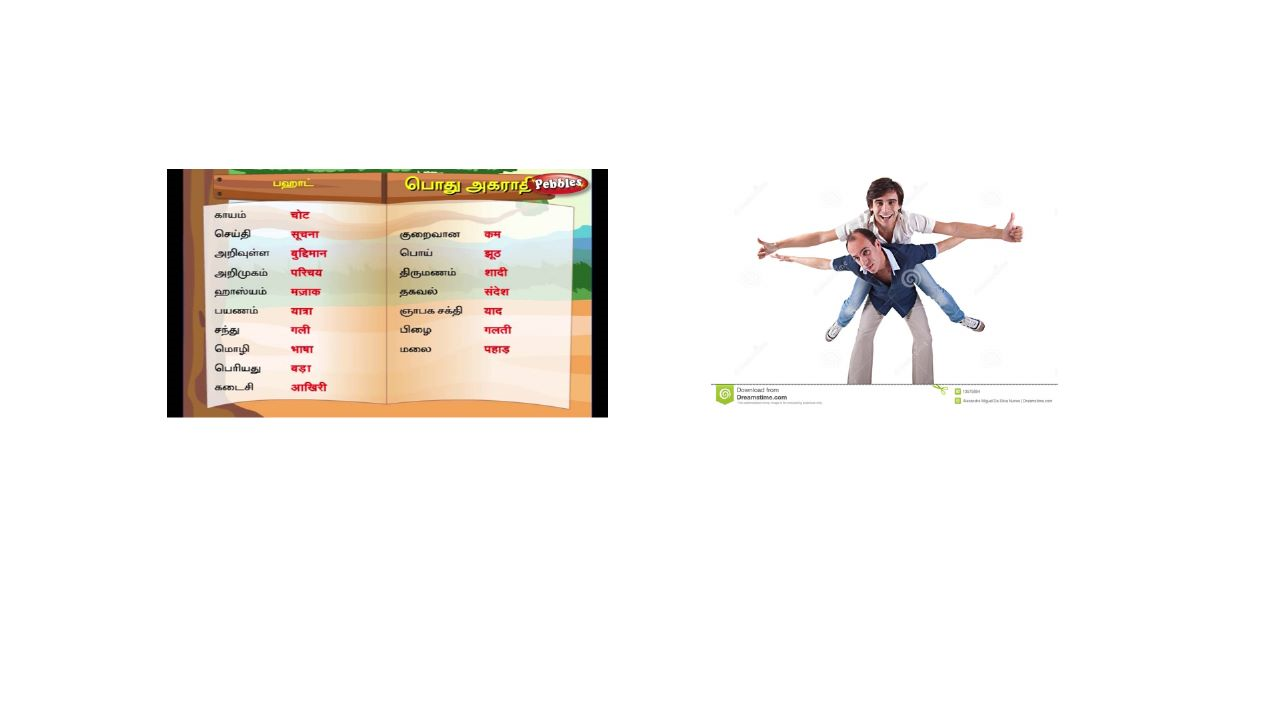 பஹாட்
பொது அகராதி
Pebbles
காயம் चोट
செய்தி सूचना
அறிவுள்ள बुद्दिमान
அறிமுகம் परिचय
ஹாஸ்யம் मज़ाक
பயணம் यात्रा
சந்து गली
மொழி भाषा
பெரியது बड़ा
கடைசி आखिरी
குறைவான कम
பொய் झूठ
திருமணம் शादी
தகவல் संदेश
ஞாபக சக்தி याद
பிழை गलती
மலை पहाड़
Download from
Dreamstime.com